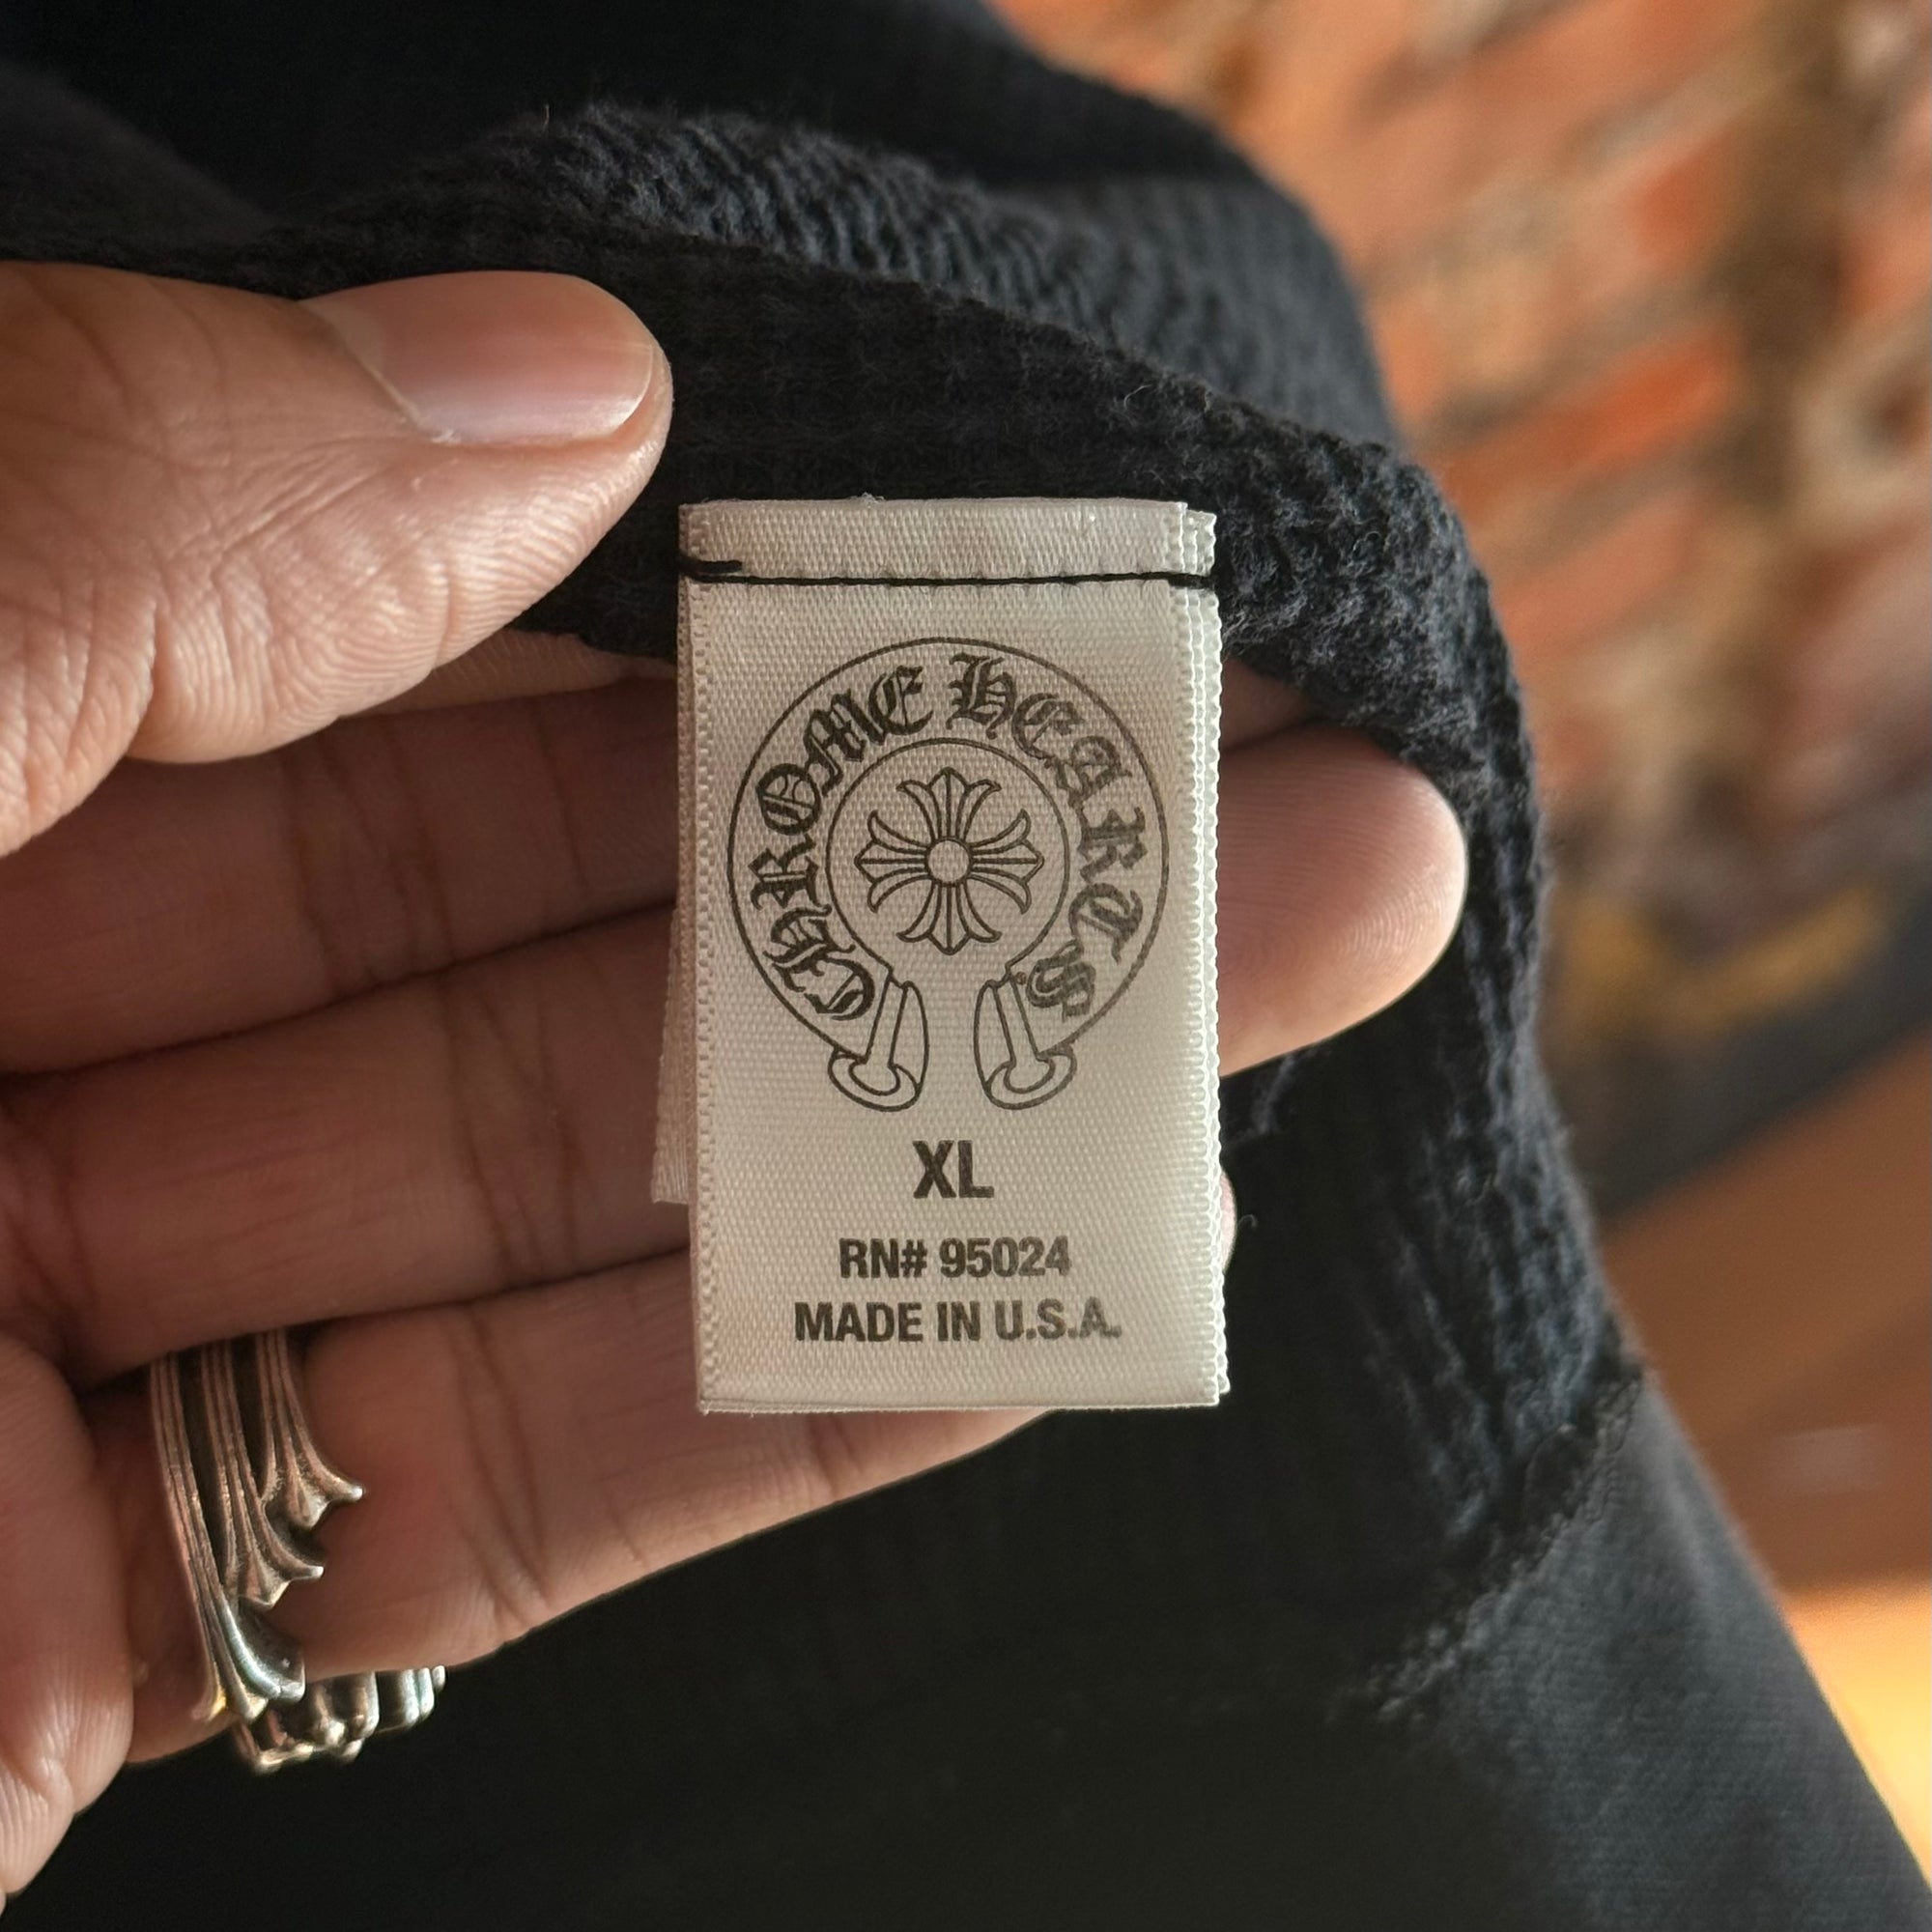 CHROME HEARTS
XL
RN# 95024
MADE IN U.S.A.